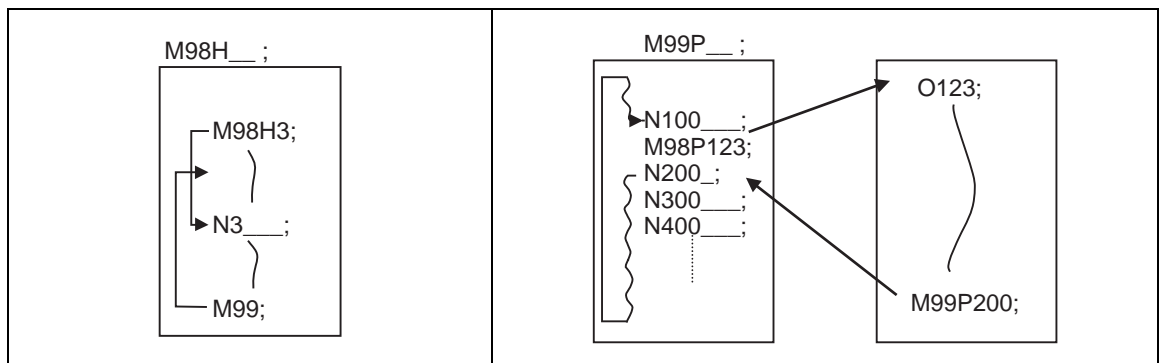 M98H__ ;
M98H3;
N3___;
M99;
M99P__ ;
N100___;
M98P123;
N200_;
N300___;
N400___;
O123;
M99P200;